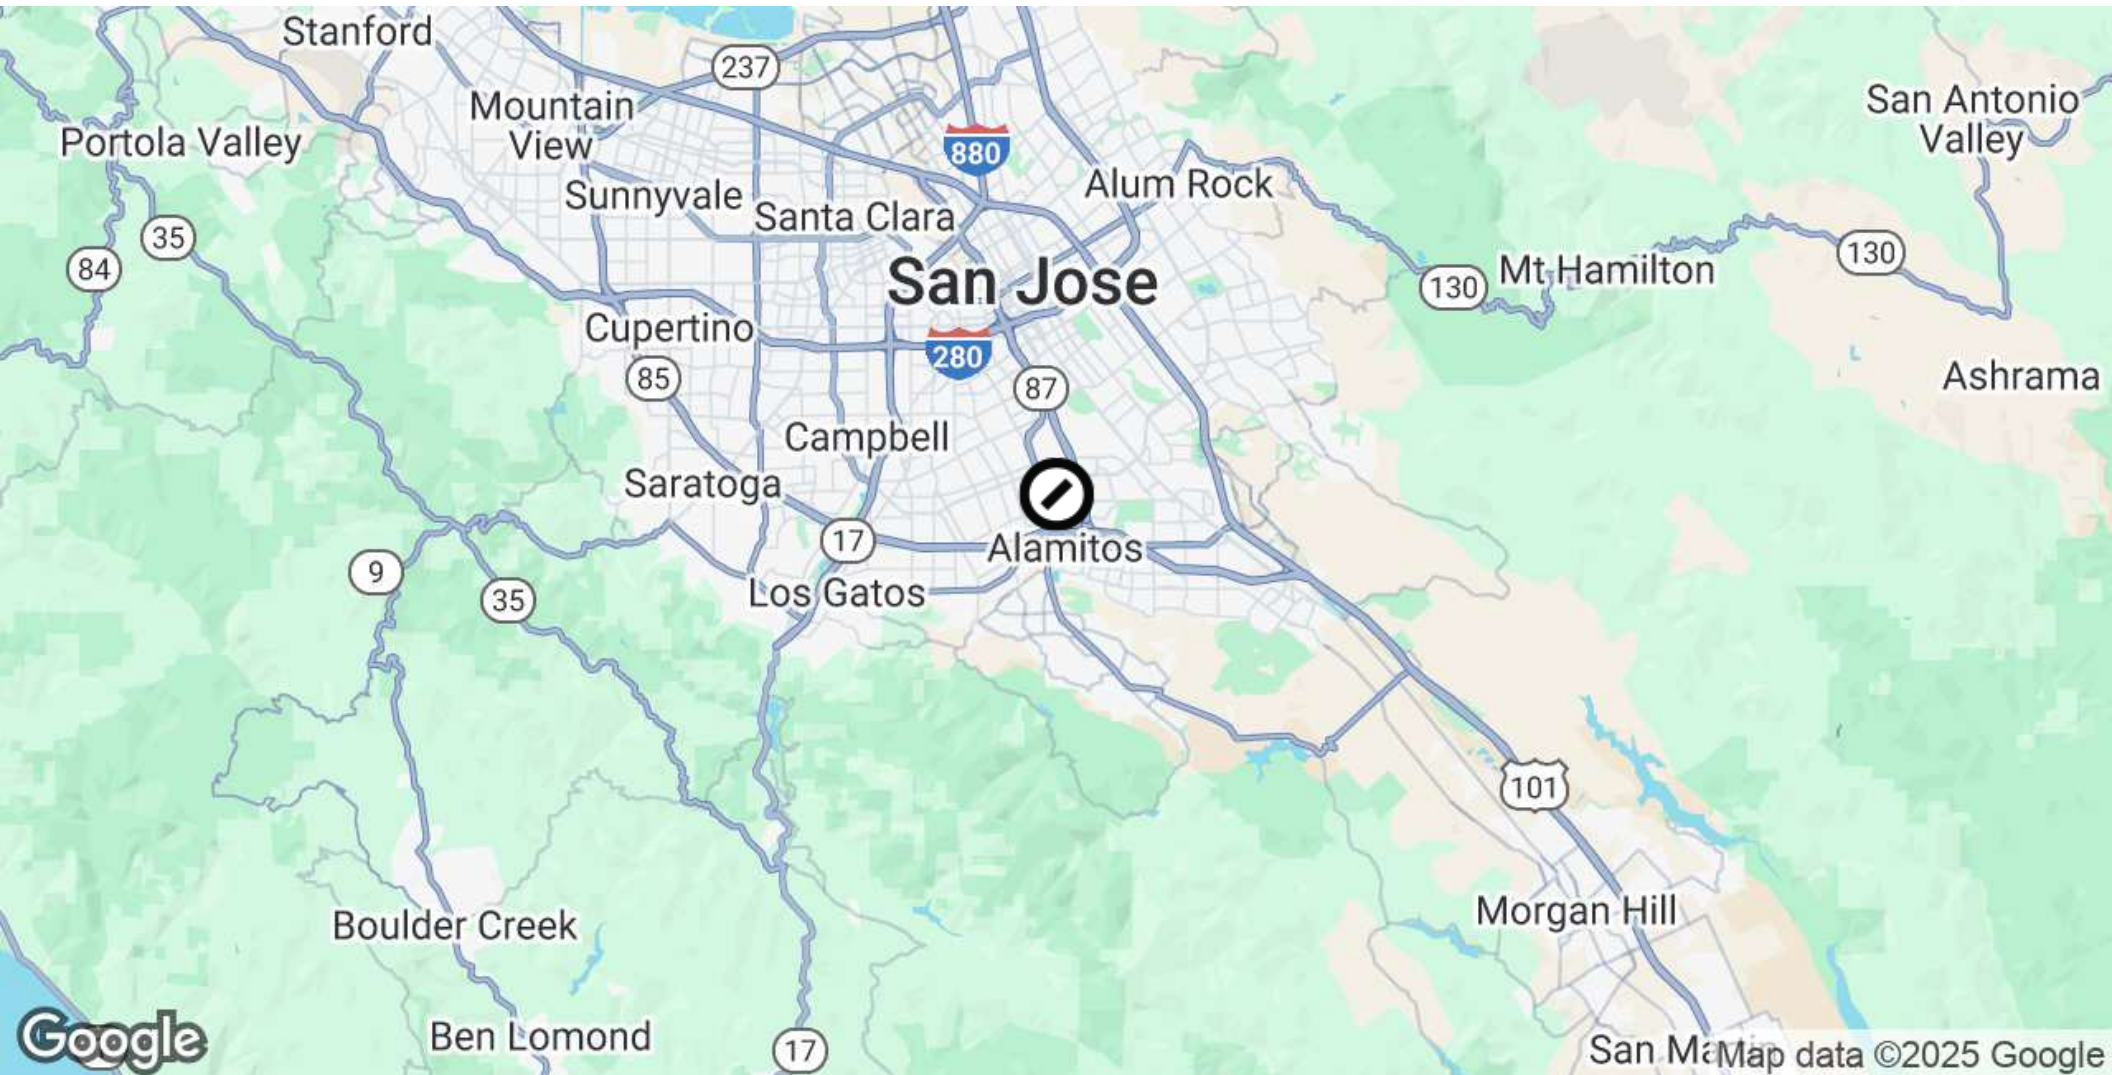 Stanford
237
Mountain
View
San Antonio
Valley
Portola Valley
880
Alum Rock
Sunnyvale
Santa Clara
35
84
130
Mt Hamilton
130
San Jose
Cupertino
280
85
87
Ashrama
Campbell
Saratoga
17
Alamitos
9
35
Los Gatos
101
Morgan Hill
Boulder Creek
Ben Lomond
17
Google
San Ma
Map data ©2025 Google